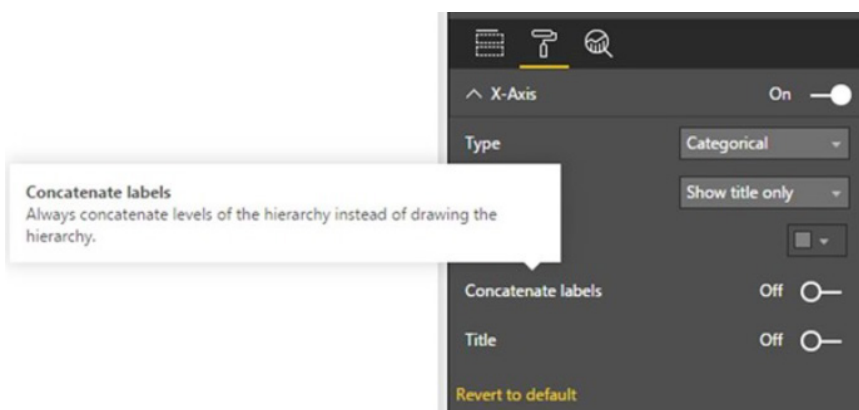 X-Axis On
Type Categorical
Concatenate labels
Always concatenate levels of the hierarchy instead of drawing the
hierarchy.
Show title only
Concatenate labels Off
Title Off
Revert to default